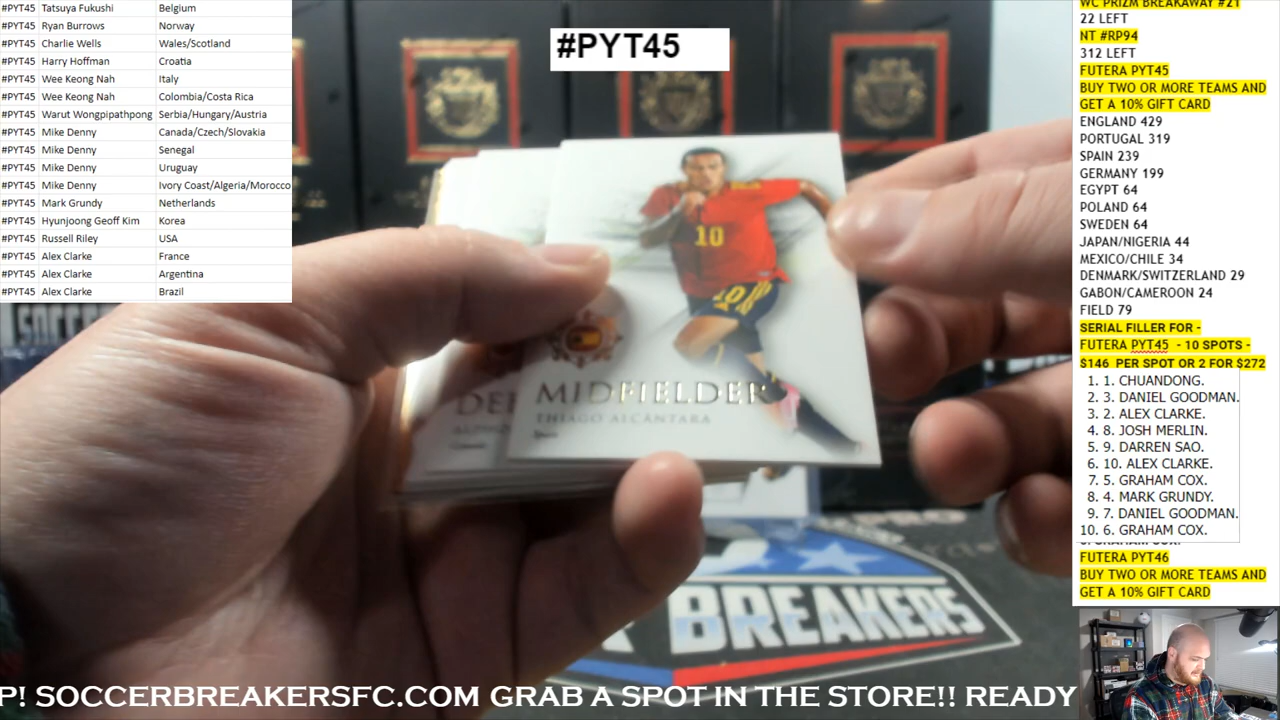 #PYT45 Tatsuya Fukushi Belgium
#PYT45 Ryan Burrows Norway
#PYT45 Charlie Wells Wales/Scotland
#PYT45 Harry Hoffman Croatia
#PYT45 Wee Keong Nah Italy
#PYT45 Wee Keong Nah Colombia/Costa Rica
#PYT45 Warut Wongpipathpong Serbia/Hungary/Austria
#PYT45 Mike Denny Canada/Czech/Slovakia
#PYT45 Mike Denny Senegal
#PYT45 Mike Denny Uruguay
#PYT45 Mike Denny Ivory Coast/Algeria/Morocco
#PYT45 Mark Grundy Netherlands
#PYT45 Hyunjoong Geoff Kim Korea
#PYT45 Russell Riley USA
#PYT45 Alex Clarke France
#PYT45 Alex Clarke Argentina
#PYT45 Alex Clarke Brazil
#PYT45
10
10
MIDFIELDER
THIAGO ALCÂNTARA
Spain
DEF
SOCCER
BREAKERS
WC PRIZM BREAKAWAY #21
22 LEFT
NT #RP94
312 LEFT
FUTERA PYT45
BUY TWO OR MORE TEAMS AND
GET A 10% GIFT CARD
ENGLAND 429
PORTUGAL 319
SPAIN 239
GERMANY 199
EGYPT 64
POLAND 64
SWEDEN 64
JAPAN/NIGERIA 44
MEXICO/CHILE 34
DENMARK/SWITZERLAND 29
GABON/CAMEROON 24
FIELD 79
SERIAL FILLER FOR -
FUTERA PYT45 - 10 SPOTS -
$146 PER SPOT OR 2 FOR $272
1. 1. CHUANDONG.
2. 3. DANIEL GOODMAN.
3. 2. ALEX CLARKE.
4. 8. JOSH MERLIN.
5. 9. DARREN SAO.
6. 10. ALEX CLARKE.
7. 5. GRAHAM COX.
8. 4. MARK GRUNDY.
9. 7. DANIEL GOODMAN.
10. 6. GRAHAM COX.
FUTERA PYT46
BUY TWO OR MORE TEAMS AND
GET A 10% GIFT CARD
P! SOCCERBREAKERSFC.COM GRAB A SPOT IN THE STORE!! READY